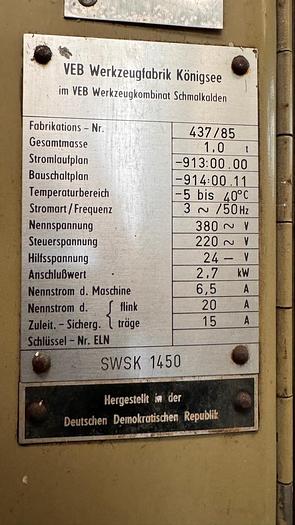 VEB Werkzeugfabrik Königsee
im VEB Werkzeugkombinat Schmalkalden
Fabrikations - Nr. 437/85
Gesamtmasse 1,0 t
Stromlaufplan -913:00.00
Bauschaltplan -914:00.11
Temperaturbereich -5 bis 40°C
Stromart / Frequenz 3 ~ /50 Hz
Nennspannung 380 ~ V
Steuerspannung 220 ~ V
Hilfsspannung 24 — V
Anschlußwert 2,7 kW
Nennstrom d. Maschine 6,5 A
Nennstrom d. { flink 20 A
Zuleit. - Sicherg. { träge 15 A
Schlüssel - Nr. ELN
SWSK 1450
Hergestellt in der
Deutschen Demokratischen Republik